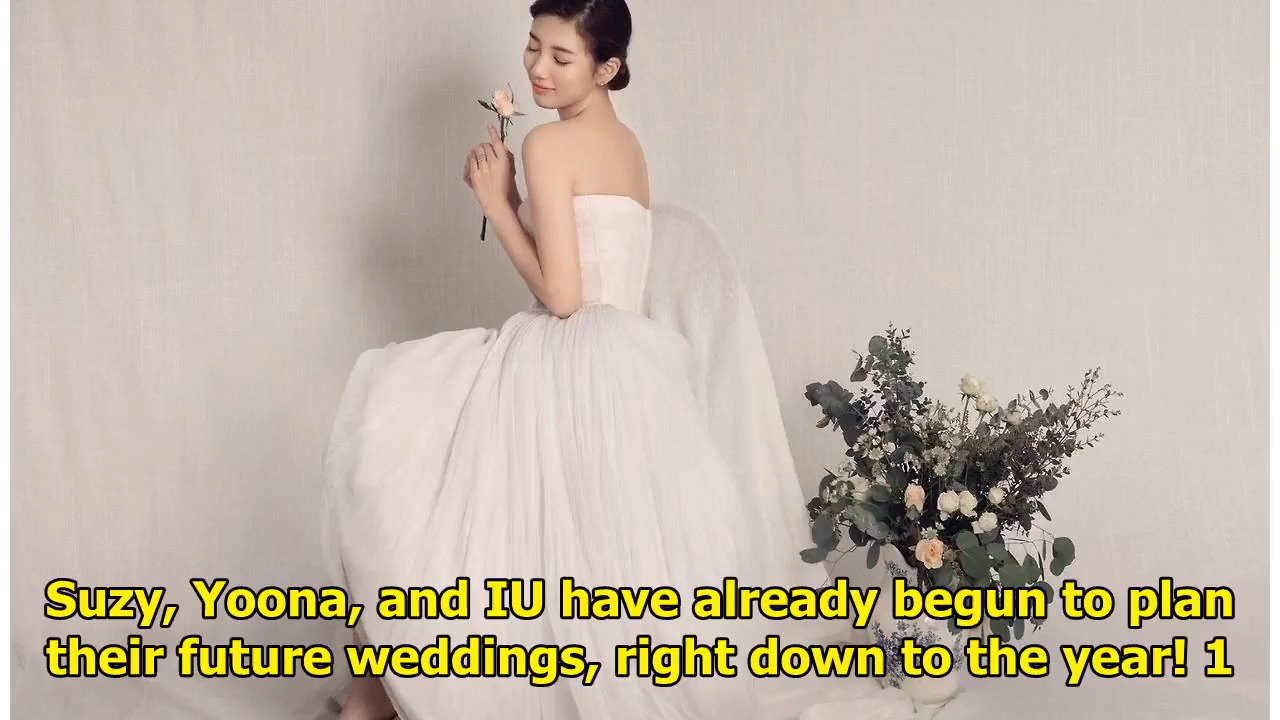 Suzy, Yoona, and IU have already begun to plan
their future weddings, right down to the year! 1